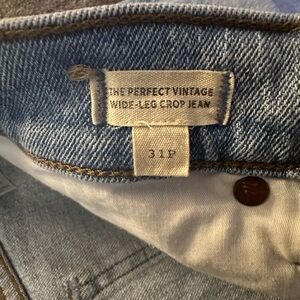 THE PERFECT VINTAGE
WIDE-LEG CROP JEAN
31P